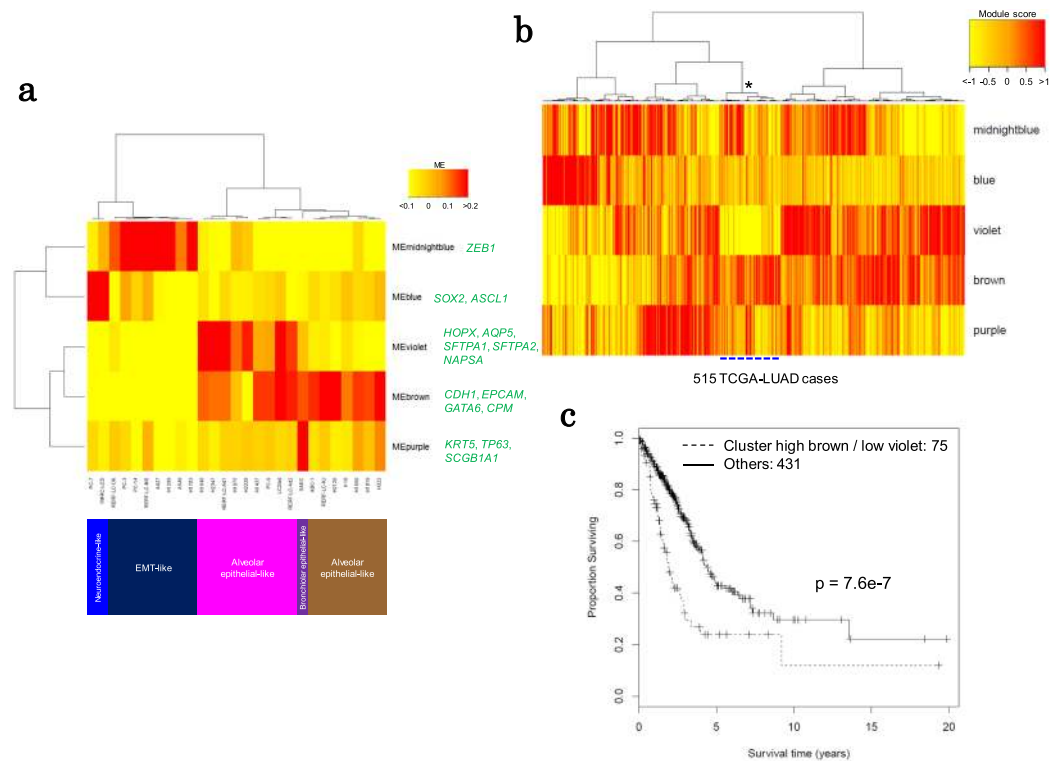 a
ME
<0.1 0 0.1 >0.2
MEmidnightblue
ZEB1
MEblue
SOX2, ASCL1
MEviolet
HOPX, AQP5,
SFTPA1, SFTPA2,
NAPSA
MEbrown
CDH1, EPCAM,
GATA6, CPM
MEpurple
KRT5, TP63,
SCGB1A1
Neuroendocrine-like
EMT-like
Alveolar
epithelial-like
Bronchiolar epithelial-like
Alveolar
epithelial-like
b
Module score
<-1 -0.5 0 0.5 >1
*
midnightblue
blue
violet
brown
purple
515 TCGA-LUAD cases
c
Cluster high brown / low violet: 75
Others: 431
p = 7.6e-7
Proportion Surviving
1.0
0.8
0.6
0.4
0.2
0.0
0 5 10 15 20
Survival time (years)